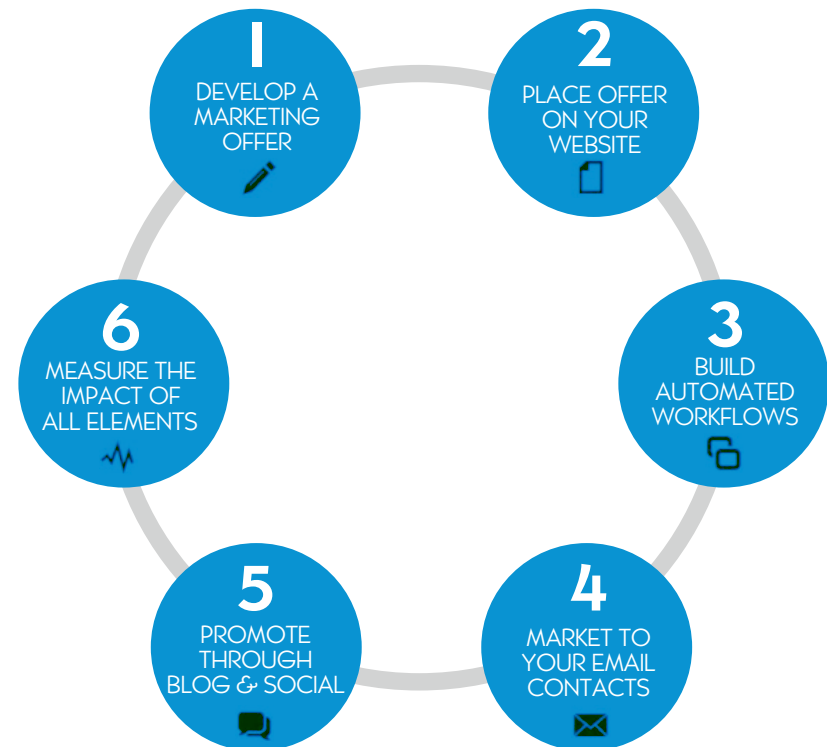 1
DEVELOP A
MARKETING
OFFER
2
PLACE OFFER
ON YOUR
WEBSITE
3
BUILD
AUTOMATED
WORKFLOWS
4
MARKET TO
YOUR EMAIL
CONTACTS
5
PROMOTE
THROUGH
BLOG & SOCIAL
6
MEASURE THE
IMPACT OF
ALL ELEMENTS